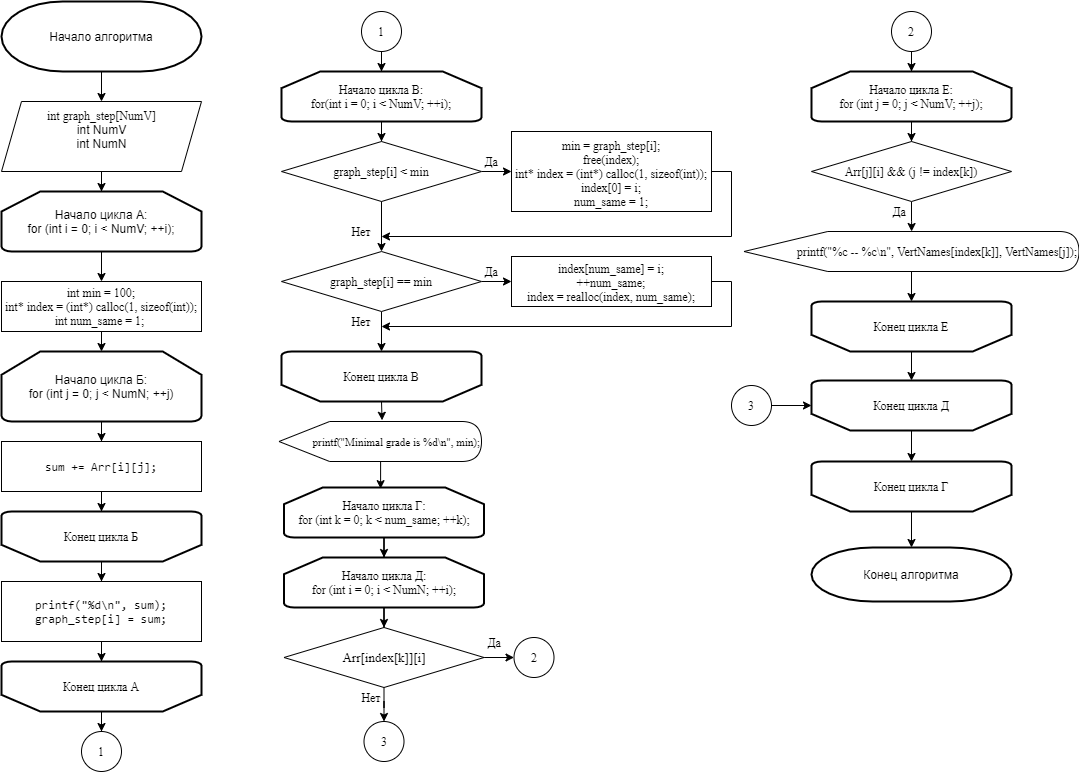 Начало алгоритма
int graph_step[NumV]
int NumV
int NumN
Начало цикла А:
for (int i = 0; i < NumV; ++i);
int min = 100;
int* index = (int*) calloc(1, sizeof(int));
int num_same = 1;
Начало цикла Б:
for (int j = 0; j < NumN; ++j)
sum += Arr[i][j];
Конец цикла Б
printf("%d\n", sum);
graph_step[i] = sum;
Конец цикла А
1
1
Начало цикла В:
for(int i = 0; i < NumV; ++i);
graph_step[i] < min
Да
min = graph_step[i];
free(index);
int* index = (int*) calloc(1, sizeof(int));
index[0] = i;
num_same = 1;
Нет
graph_step[i] == min
Да
index[num_same] = i;
++num_same;
index = realloc(index, num_same);
Нет
Конец цикла В
printf("Minimal grade is %d\n", min);
Начало цикла Г:
for (int k = 0; k < num_same; ++k);
Начало цикла Д:
for (int i = 0; i < NumN; ++i);
Arr[index[k]][i]
Да
2
Нет
3
2
Начало цикла Е:
for (int j = 0; j < NumV; ++j);
Arr[j][i] && (j != index[k])
Да
printf("%c -- %c\n", VertNames[index[k]], VertNames[j]);
Конец цикла Е
3
Конец цикла Д
Конец цикла Г
Конец алгоритма